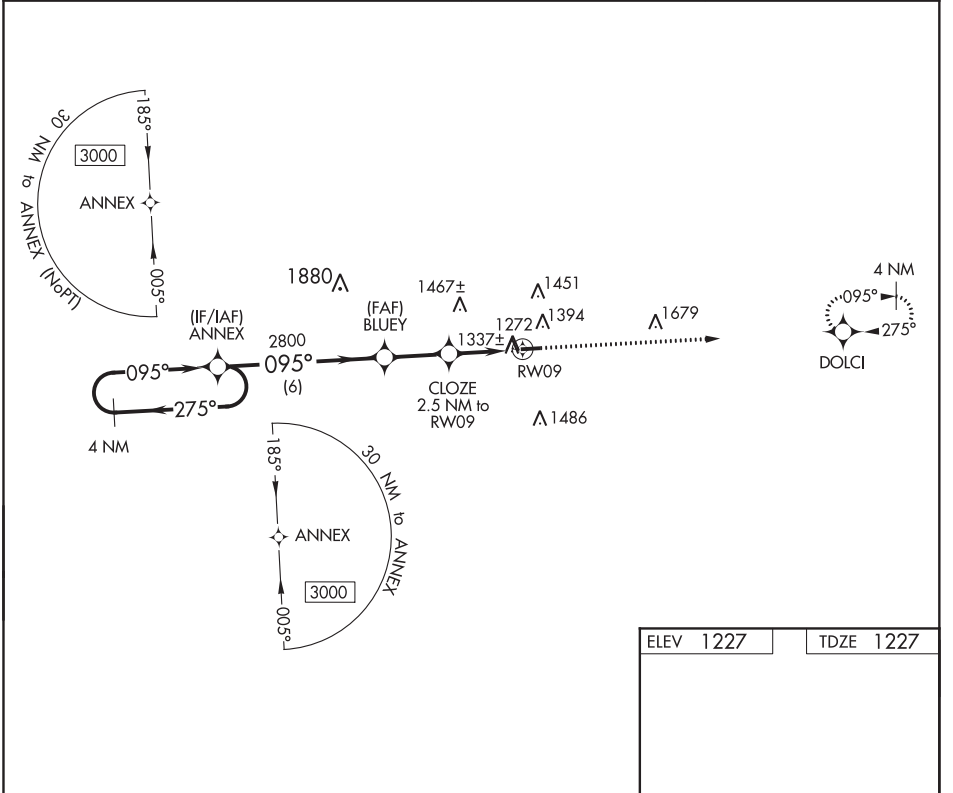 185°
3000
ANNEX
30 NM to ANNEX (NoPT)
005°
1880
1467±
1451
4 NM
095°
275°
DOLCI
(FAF)
BLUEY
(IF/IAF)
ANNEX
2800
095°
(6)
1337±
1272
1394
1679
RW09
095°
275°
4 NM
CLOZE
2.5 NM to
RW09
1486
185°
30 NM to ANNEX
ANNEX
3000
005°
ELEV 1227
TDZE 1227